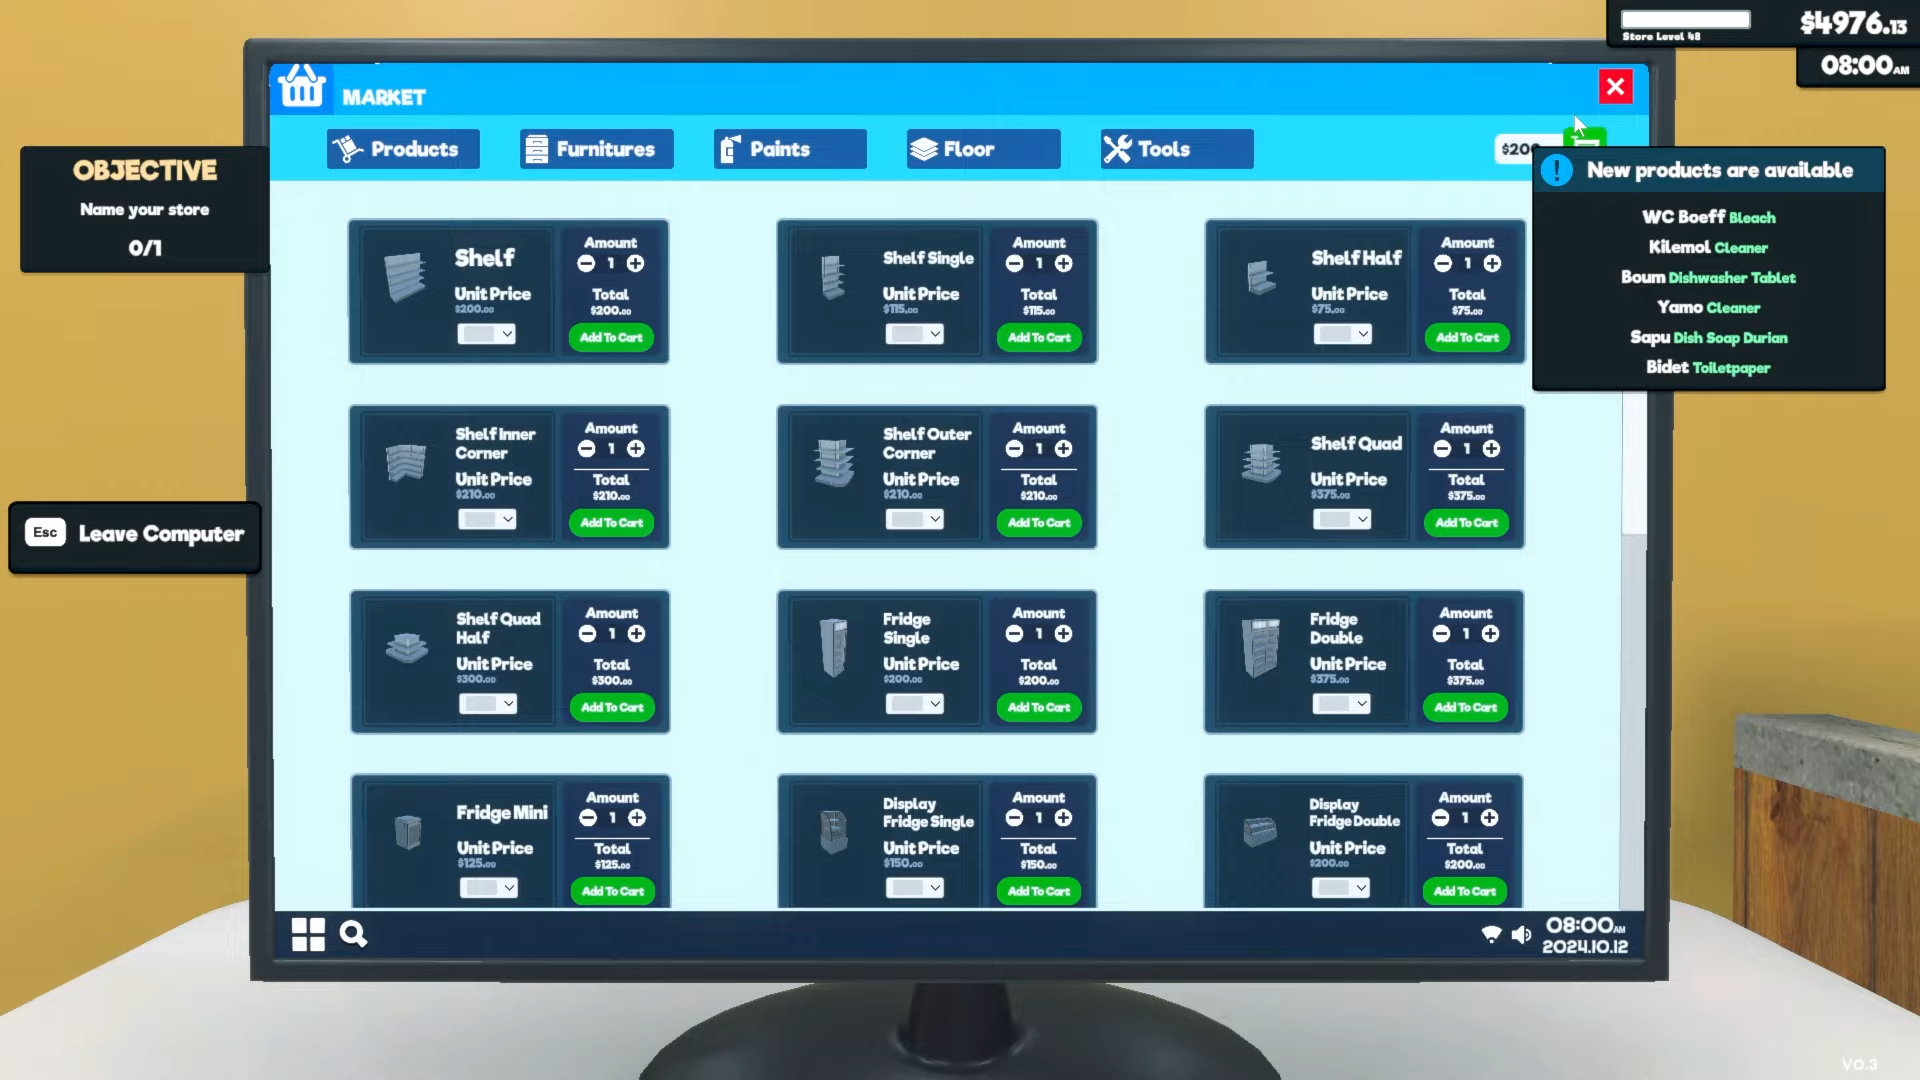 $4976.13
Store Level 48
08:00AM
MARKET
Products
Furnitures
Paints
Floor
Tools
OBJECTIVE
Name your store
0/1
New products are available
WC Boeff Bleach
Kilemol Cleaner
Boum Dishwasher Tablet
Yamo Cleaner
Sapu Dish Soap Durian
Bidet Toiletpaper
Shelf
Unit Price
$200.00
Amount
1
Total
$200.00
Add To Cart
Shelf Single
Unit Price
$115.00
Amount
1
Total
$115.00
Add To Cart
Shelf Half
Unit Price
$75.00
Amount
1
Total
$75.00
Add To Cart
Shelf Inner
Corner
Unit Price
$210.00
Amount
1
Total
$210.00
Add To Cart
Shelf Outer
Corner
Unit Price
$210.00
Amount
1
Total
$210.00
Add To Cart
Shelf Quad
Unit Price
$375.00
Amount
1
Total
$375.00
Add To Cart
Esc Leave Computer
Shelf Quad
Half
Unit Price
$300.00
Amount
1
Total
$300.00
Add To Cart
Fridge
Single
Unit Price
$200.00
Amount
1
Total
$200.00
Add To Cart
Fridge
Double
Unit Price
$375.00
Amount
1
Total
$375.00
Add To Cart
Fridge Mini
Unit Price
$125.00
Amount
1
Total
$125.00
Add To Cart
Display
Fridge Single
Unit Price
$150.00
Amount
1
Total
$150.00
Add To Cart
Display
Fridge Double
Unit Price
$200.00
Amount
1
Total
$200.00
Add To Cart
08:00AM
2024.10.12
V0.3